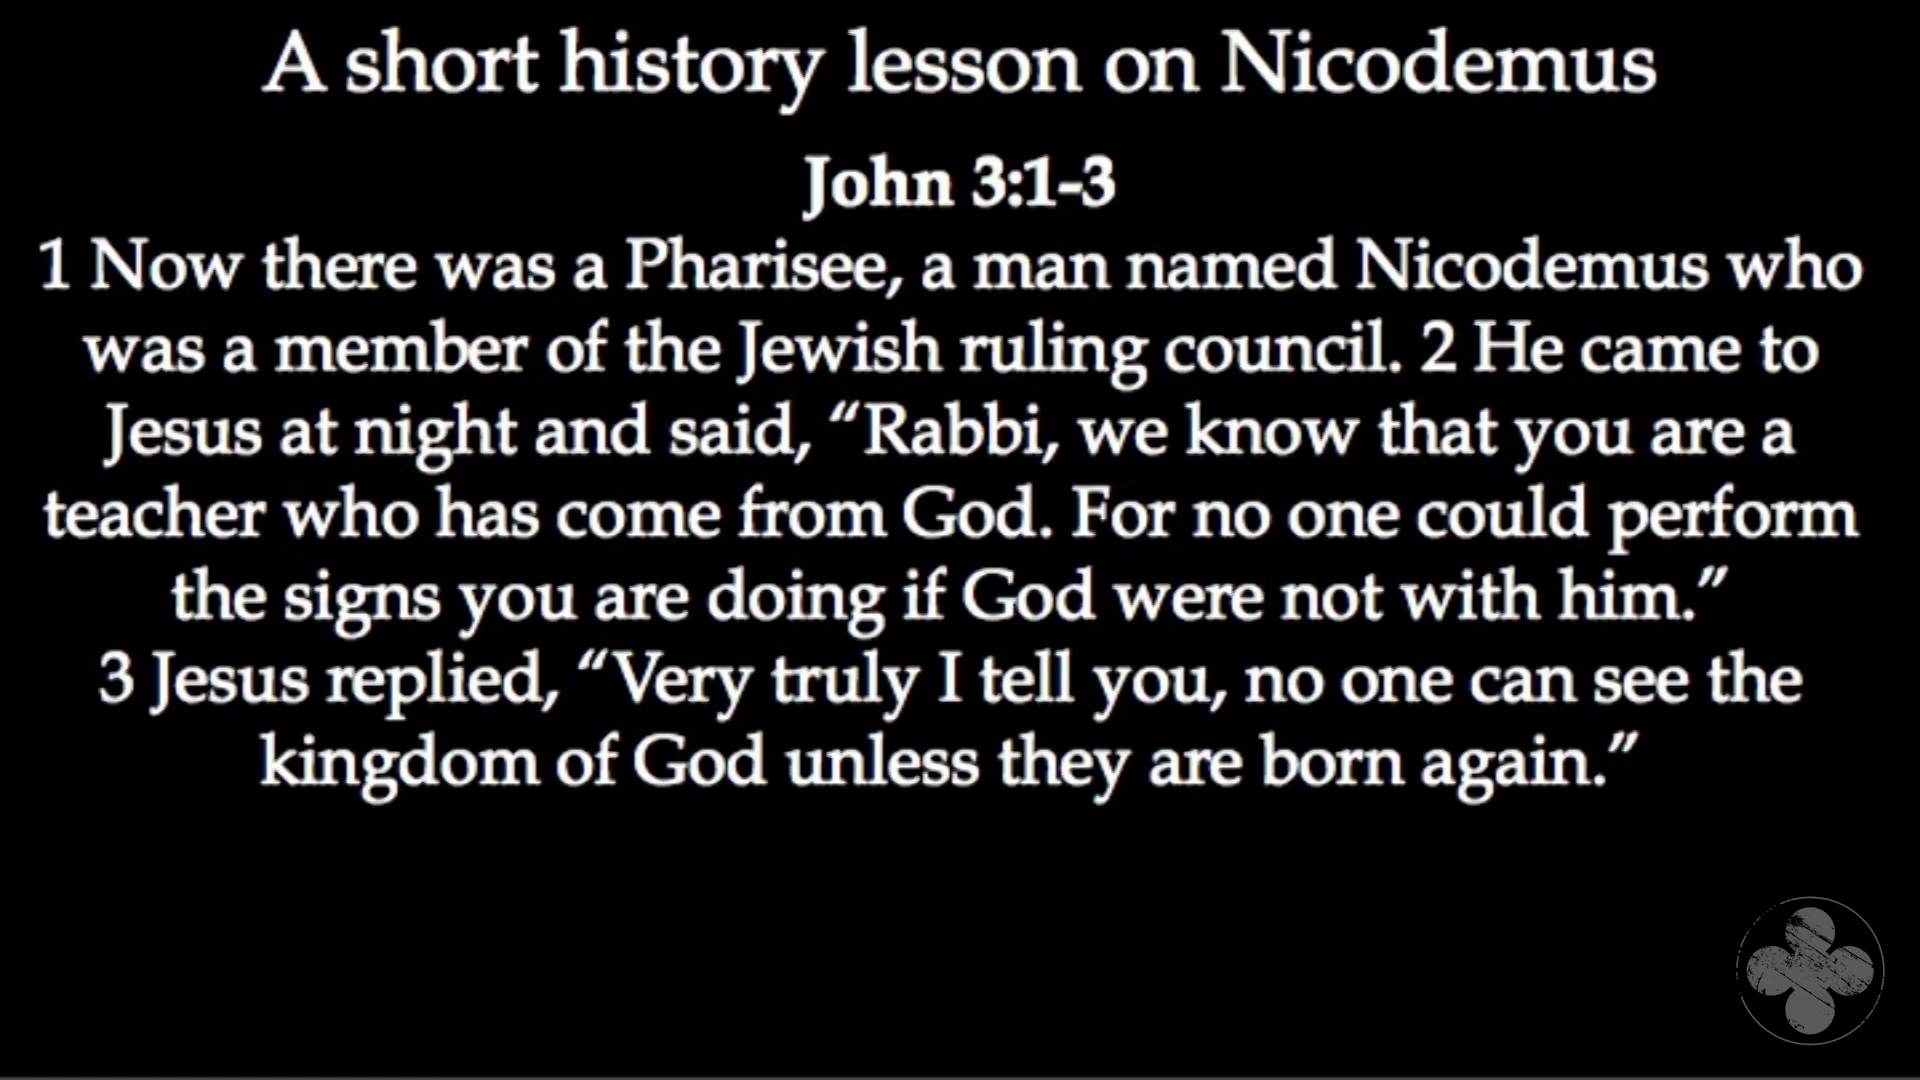 A short history lesson on Nicodemus
John 3:1-3
1 Now there was a Pharisee, a man named Nicodemus who
was a member of the Jewish ruling council. 2 He came to
Jesus at night and said, “Rabbi, we know that you are a
teacher who has come from God. For no one could perform
the signs you are doing if God were not with him.”
3 Jesus replied, “Very truly I tell you, no one can see the
kingdom of God unless they are born again.”